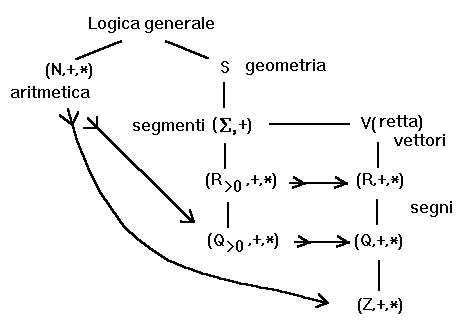 Logica generale
(N,+,*)
aritmetica
S geometria
segmenti (Σ,+)
V(retta)
vettori
(R>0,+,*)
(R,+,*)
segni
(Q>0,+,*)
(Q,+,*)
(Z,+,*)